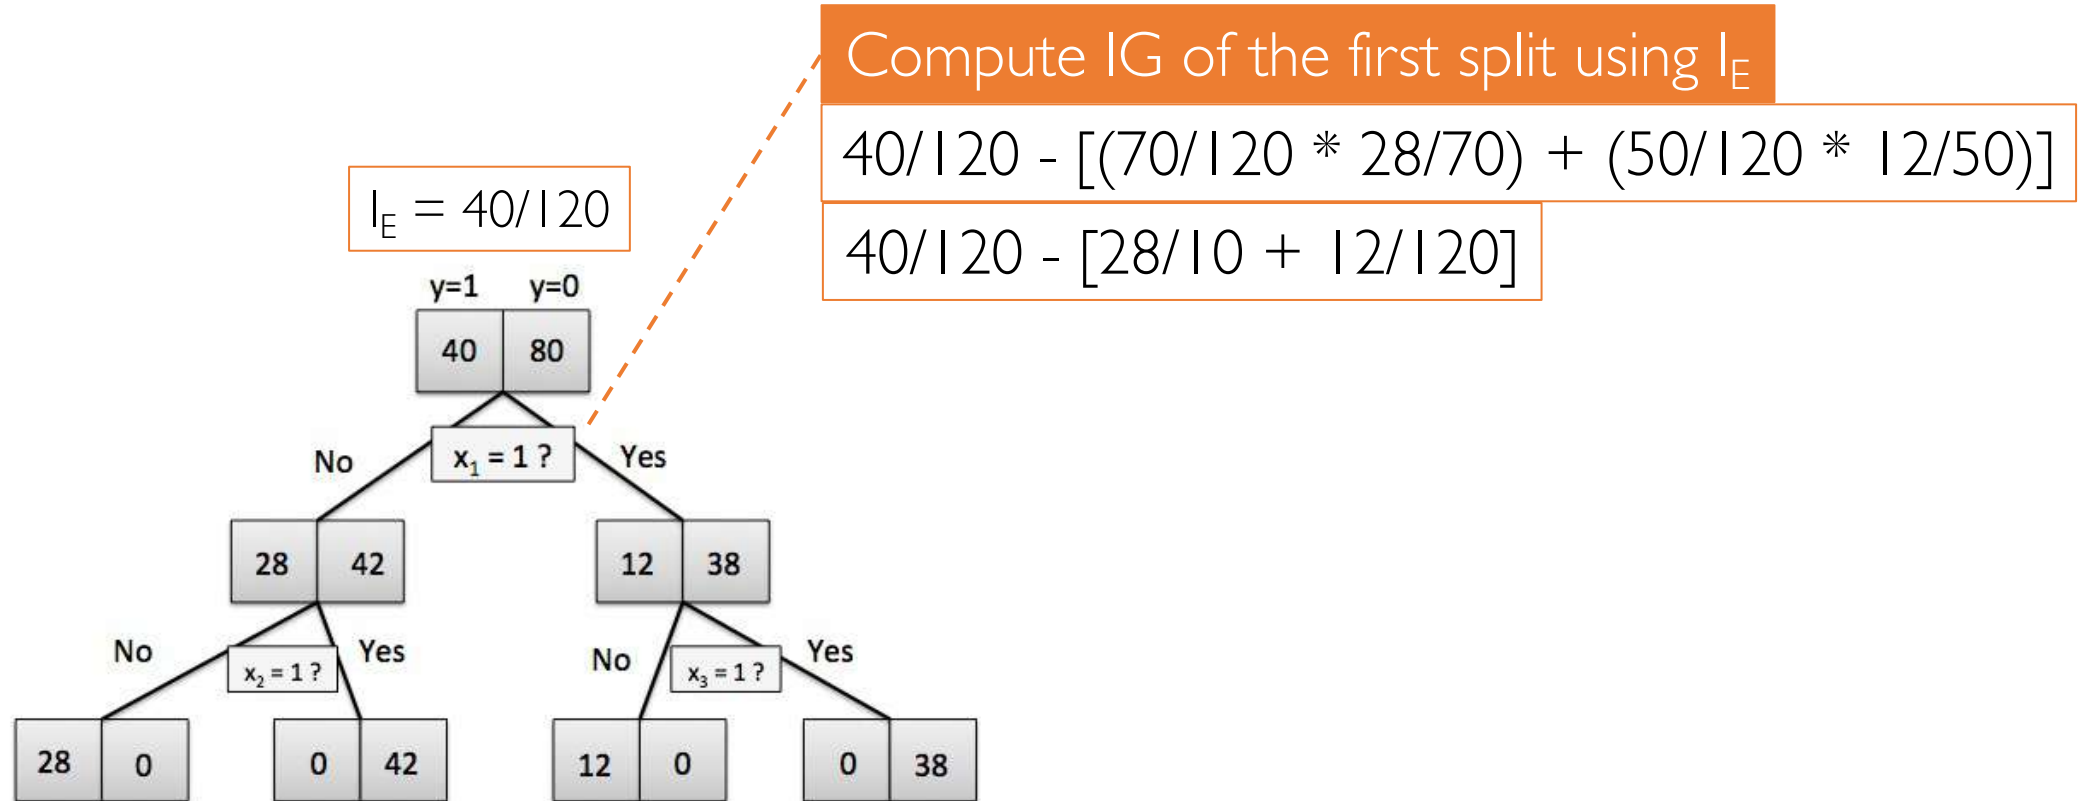 Compute IG of the first split using I_E
40/120 - [(70/120 * 28/70) + (50/120 * 12/50)]
40/120 - [28/10 + 12/120]
I_E = 40/120
y=1 y=0
40 80
x₁ = 1 ?
No Yes
28 42 12 38
No Yes No Yes
x₂ = 1 ? x₃ = 1 ?
28 0 0 42 12 0 0 38